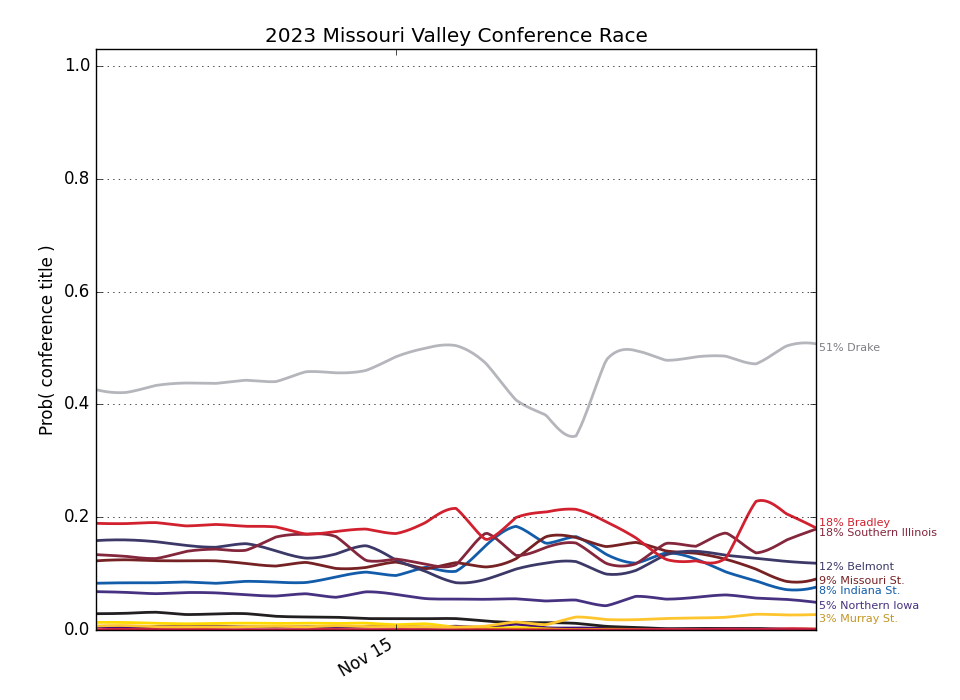 2023 Missouri Valley Conference Race
Prob( conference title )
1.0
0.8
0.6
0.4
0.2
0.0
Nov 15
51% Drake
18% Bradley
18% Southern Illinois
12% Belmont
9% Missouri St.
8% Indiana St.
5% Northern Iowa
3% Murray St.